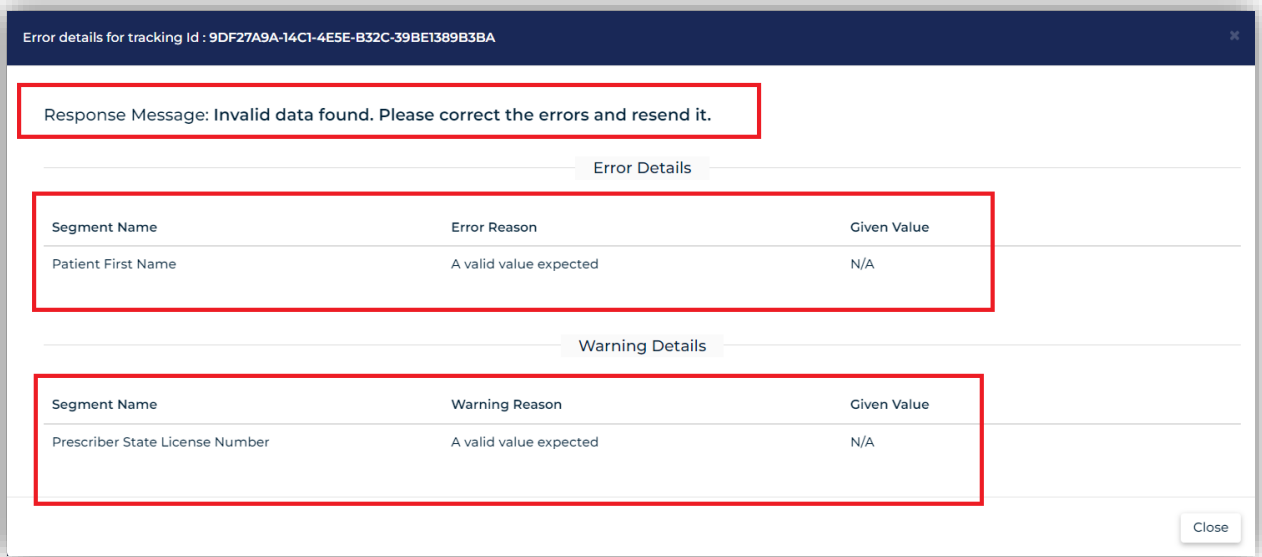 Error details for tracking Id : 9DF27A9A-14C1-4E5E-B32C-39BE1389B3BA ×
Response Message: Invalid data found. Please correct the errors and resend it.
Error Details
Segment Name Error Reason Given Value
Patient First Name A valid value expected N/A
Warning Details
Segment Name Warning Reason Given Value
Prescriber State License Number A valid value expected N/A
Close